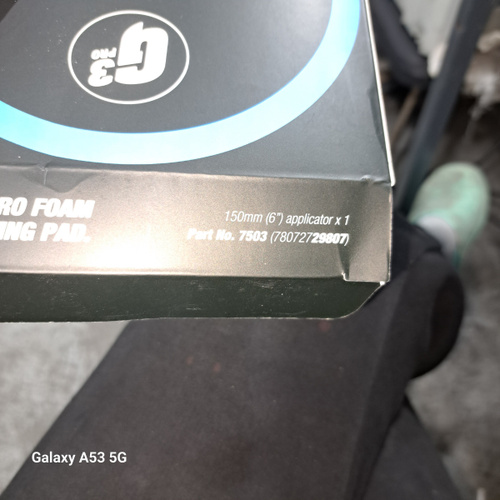 G3
PRO
RO FOAM
ING PAD.
150mm (6") applicator x 1
Part No. 7503 (78072729807)
Galaxy A53 5G